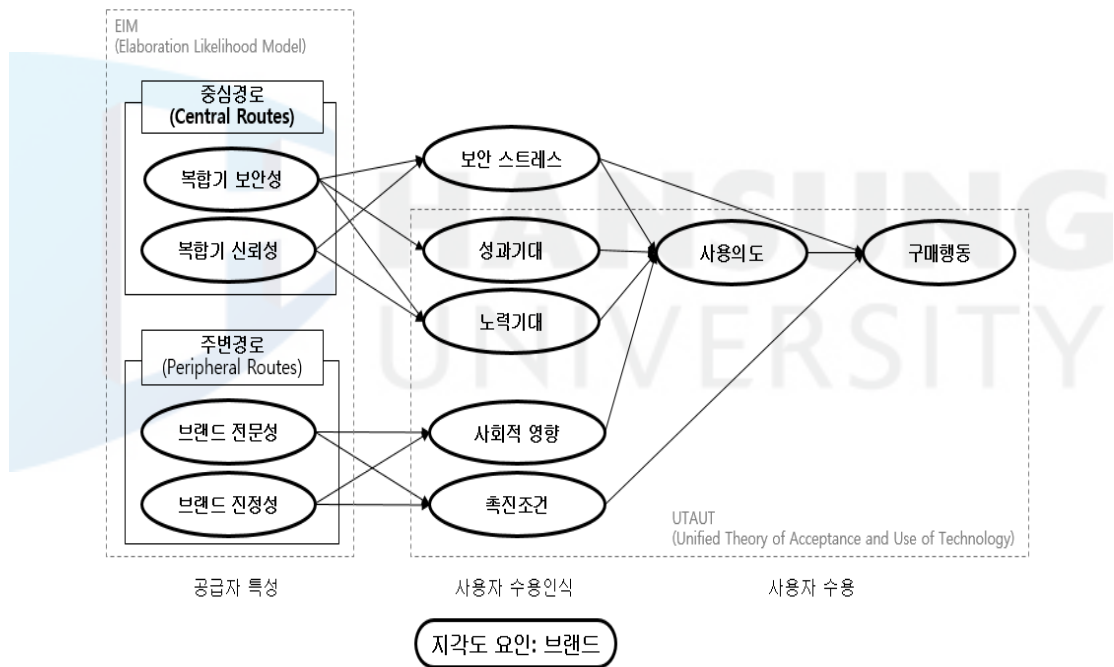 EIM
(Elaboration Likelihood Model)
중심경로
(Central Routes)
복합기 보안성
복합기 신뢰성
주변경로
(Peripheral Routes)
브랜드 전문성
브랜드 진정성
보안 스트레스
성과기대
노력기대
사회적 영향
촉진조건
사용의도
구매행동
HANSUNG
UNIVERSITY
UTAUT
(Unified Theory of Acceptance and Use of Technology)
공급자 특성
사용자 수용인식
사용자 수용
지각도 요인: 브랜드